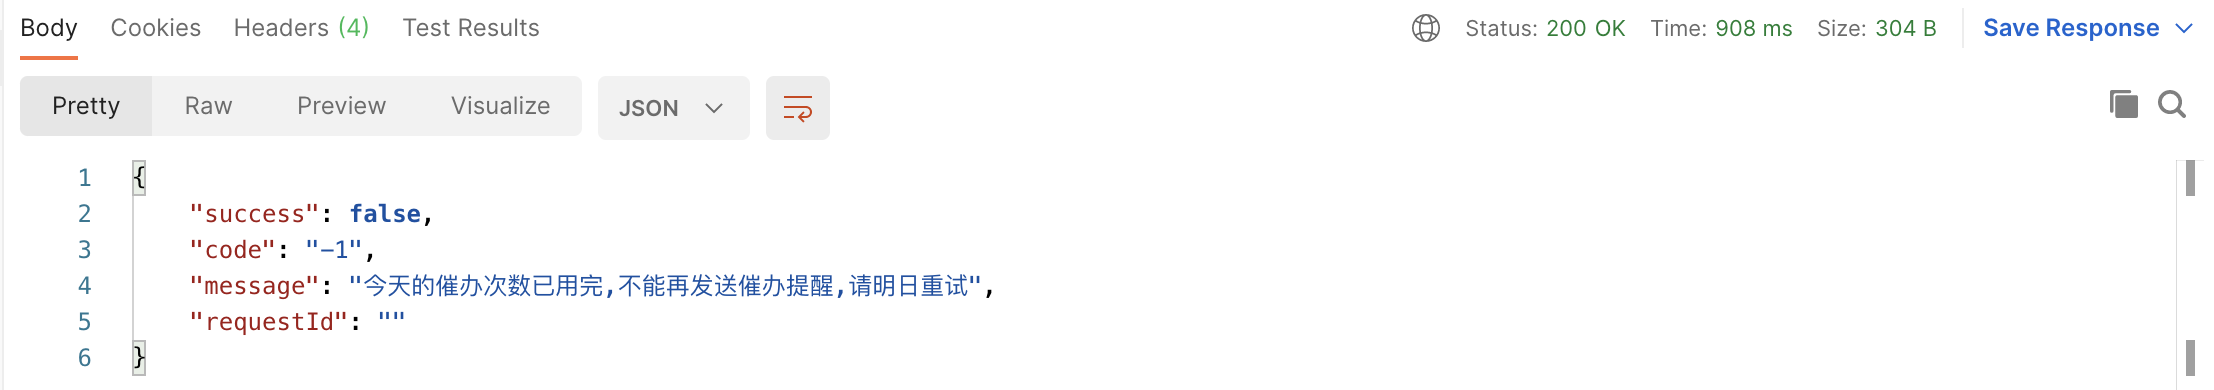 Body Cookies Headers (4) Test Results Status: 200 OK Time: 908 ms Size: 304 B Save Response
Pretty Raw Preview Visualize JSON
1 {
2 "success": false,
3 "code": "-1",
4 "message": "今天的催办次数已用完,不能再发送催办提醒,请明日重试",
5 "requestId": ""
6 }